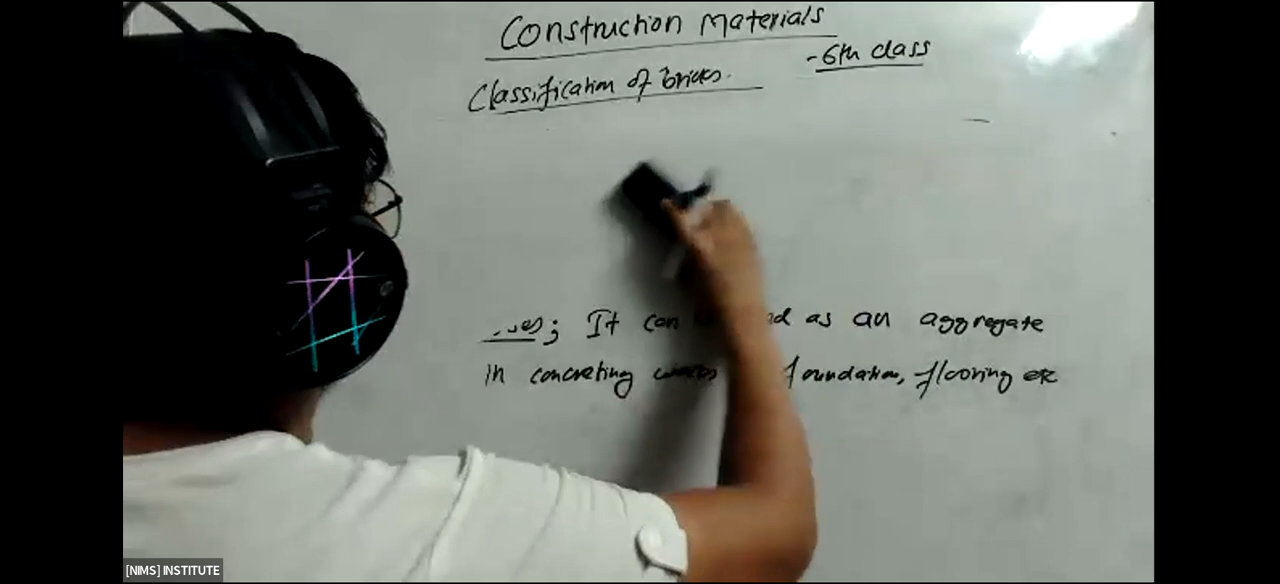 Construction Materials
- 6th class
Classification of bricks.
; It can as an aggregate
in concreting foundation, flooring etc
[NIMS] INSTITUTE